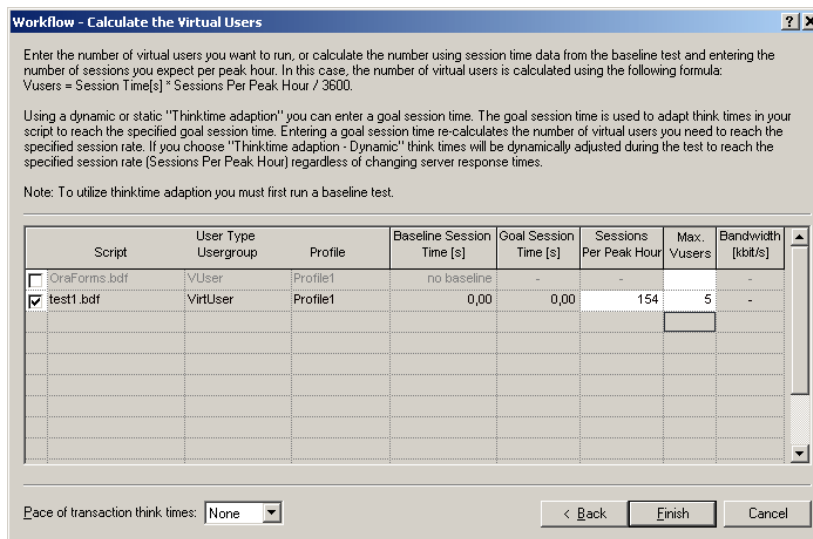 Workflow - Calculate the Virtual Users
Enter the number of virtual users you want to run, or calculate the number using session time data from the baseline test and entering the
number of sessions you expect per peak hour. In this case, the number of virtual users is calculated using the following formula:
Vusers = Session Time[s] * Sessions Per Peak Hour / 3600.
Using a dynamic or static "Thinktime adaption" you can enter a goal session time. The goal session time is used to adapt think times in your
script to reach the specified goal session time. Entering a goal session time re-calculates the number of virtual users you need to reach the
specified session rate. If you choose "Thinktime adaption - Dynamic" think times will be dynamically adjusted during the test to reach the
specified session rate (Sessions Per Peak Hour) regardless of changing server response times.
Note: To utilize thinktime adaption you must first run a baseline test.
User Type Baseline Session Goal Session Sessions Max. Bandwidth
Script Usergroup Profile Time [s] Time [s] Per Peak Hour Vusers [kbit/s]
OraForms.bdf VUser Profile1 no baseline - - -
test1.bdf VirtUser Profile1 0,00 0,00 154 5 -
Pace of transaction think times: None < Back Finish Cancel